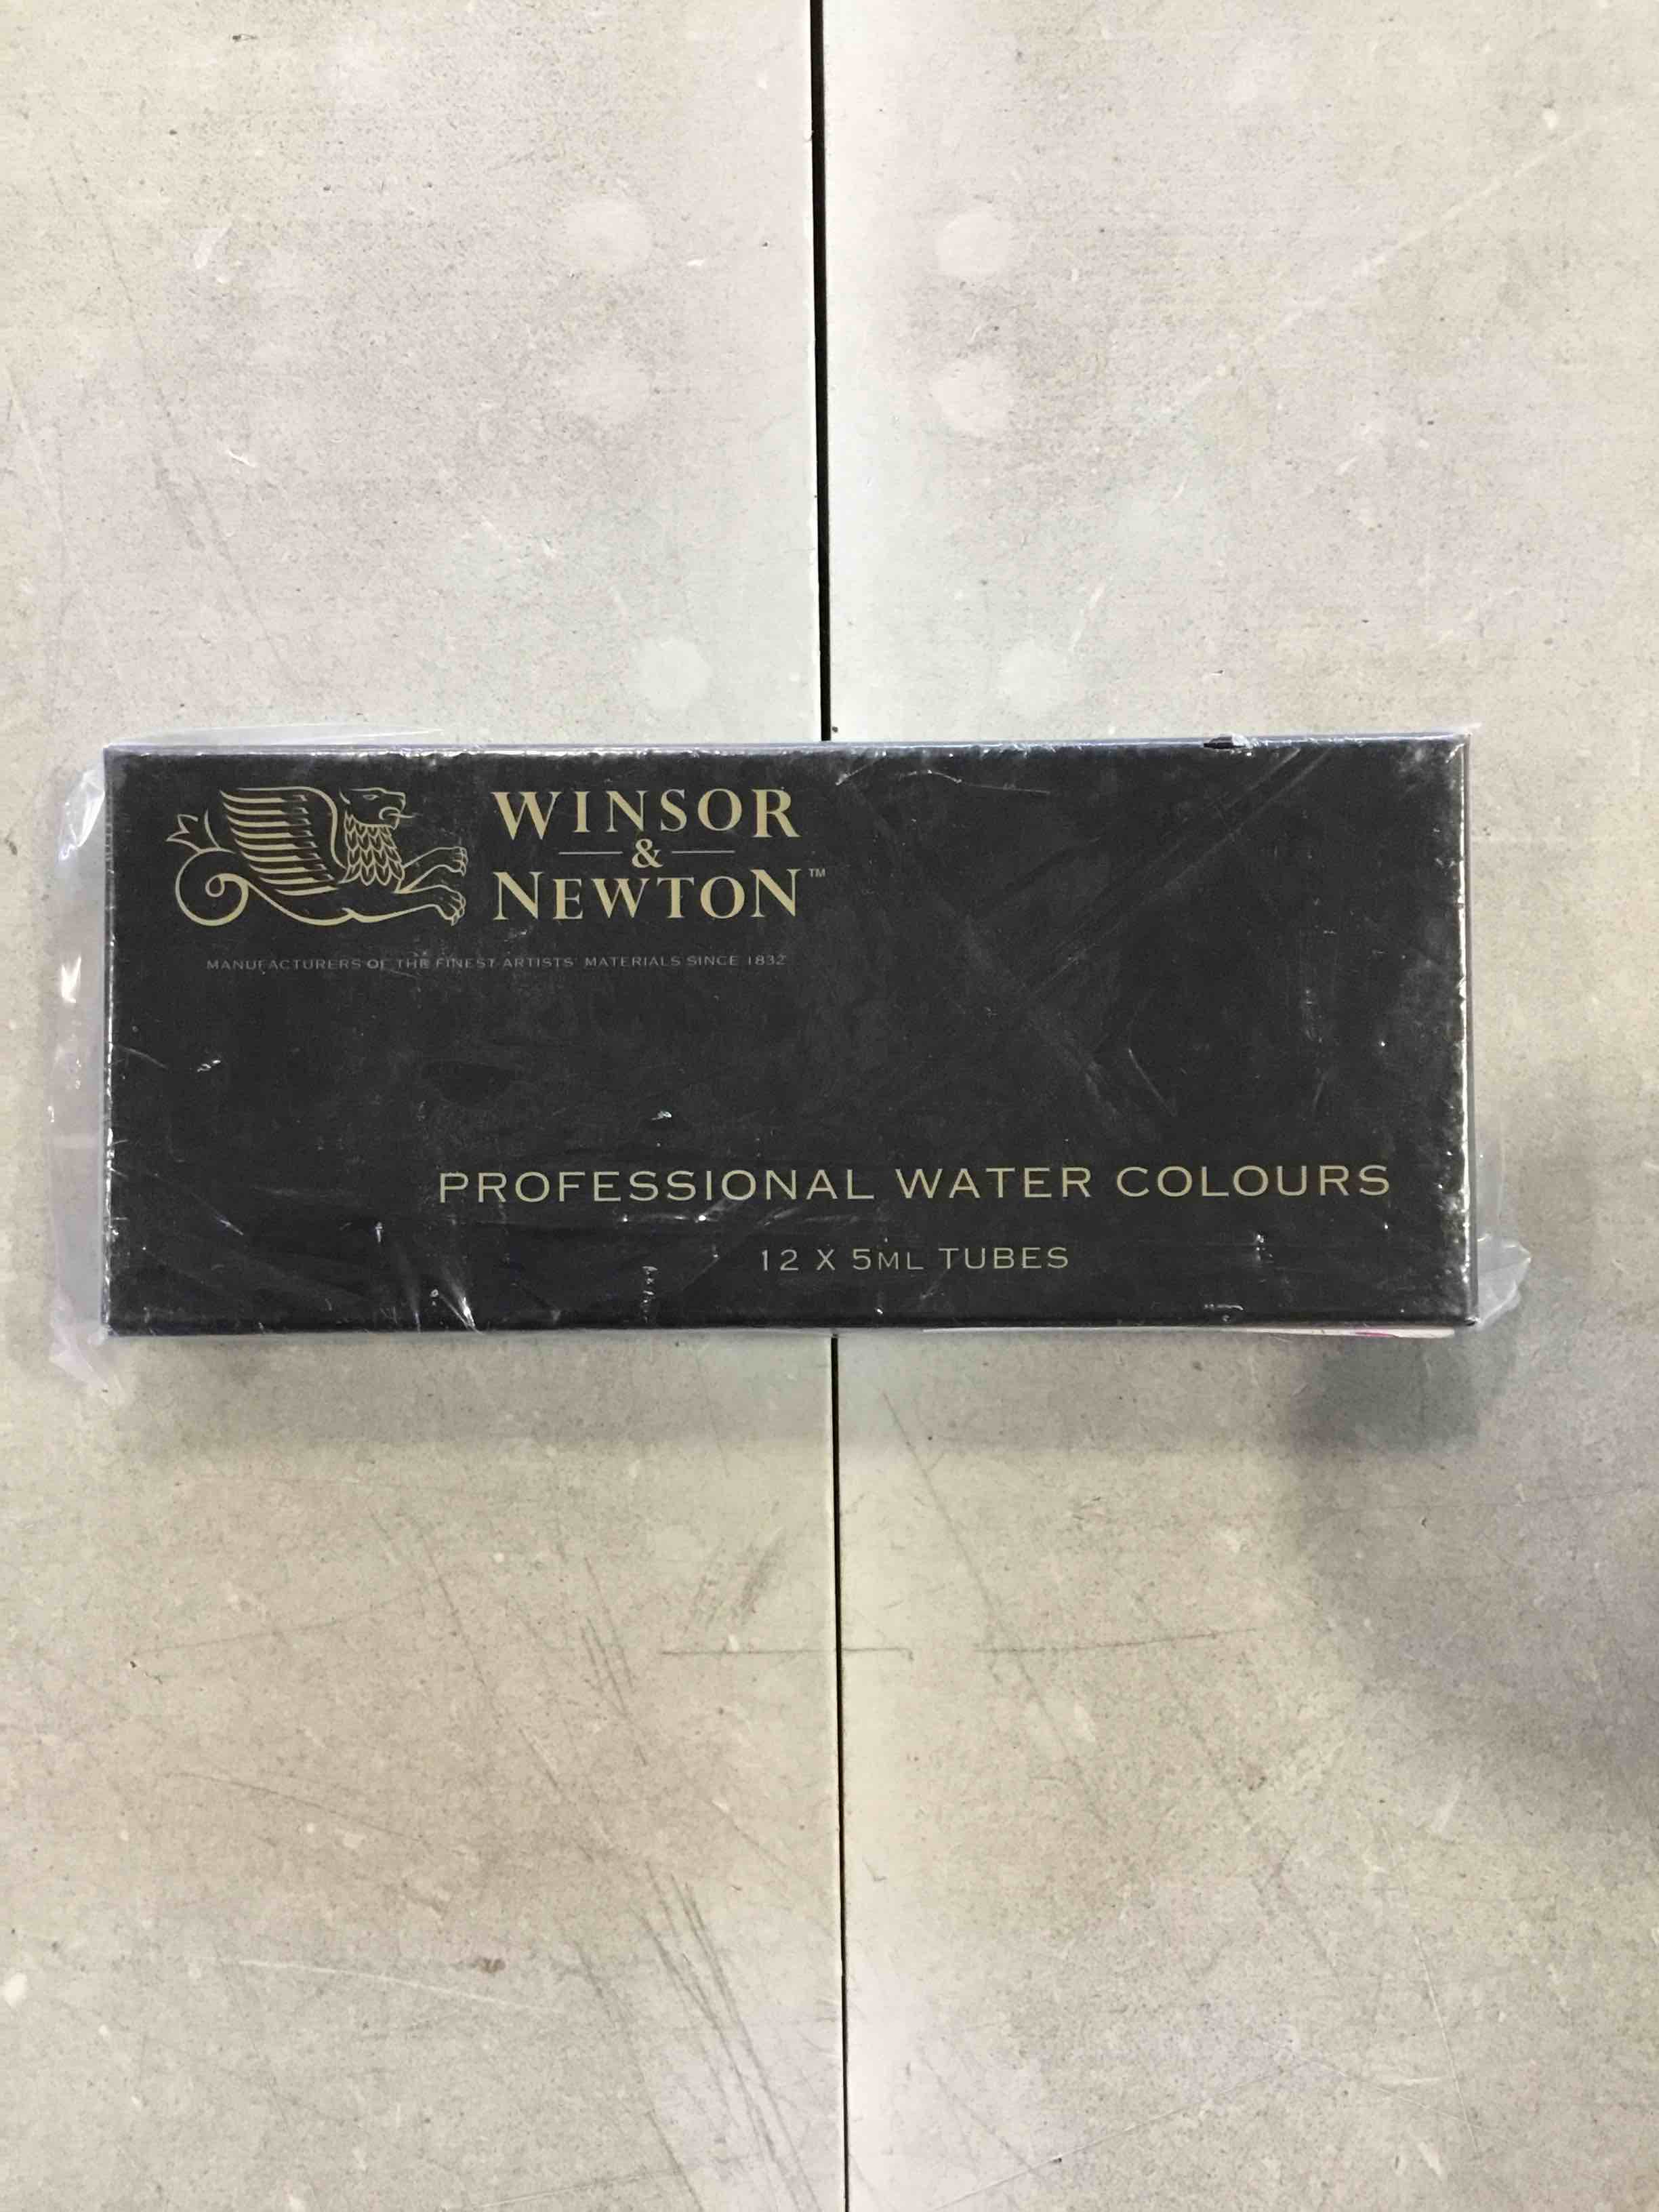 WINSOR
&
NEWTON™
MANUFACTURERS OF THE FINEST ARTISTS' MATERIALS SINCE 1832
PROFESSIONAL WATER COLOURS
12 X 5ML TUBES